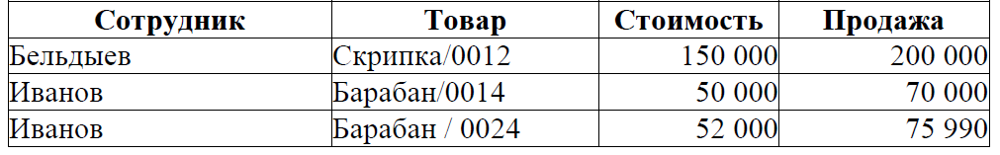 Сотрудник Товар Стоимость Продажа
Бельдыев Скрипка/0012 150 000 200 000
Иванов Барабан/0014 50 000 70 000
Иванов Барабан / 0024 52 000 75 990